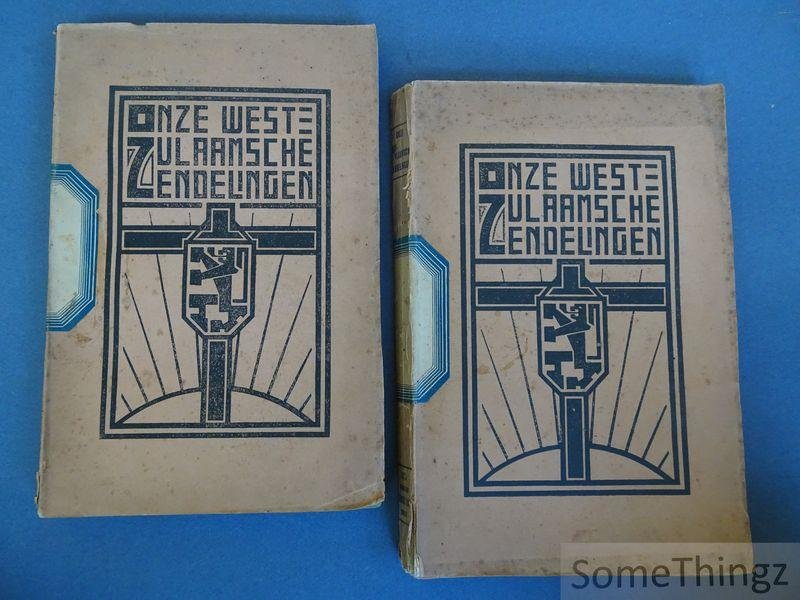 ONZE WEST=
VLAAMSCHE
ZENDELINGEN
ONZE WEST=
VLAAMSCHE
ZENDELINGEN
SomeThingz